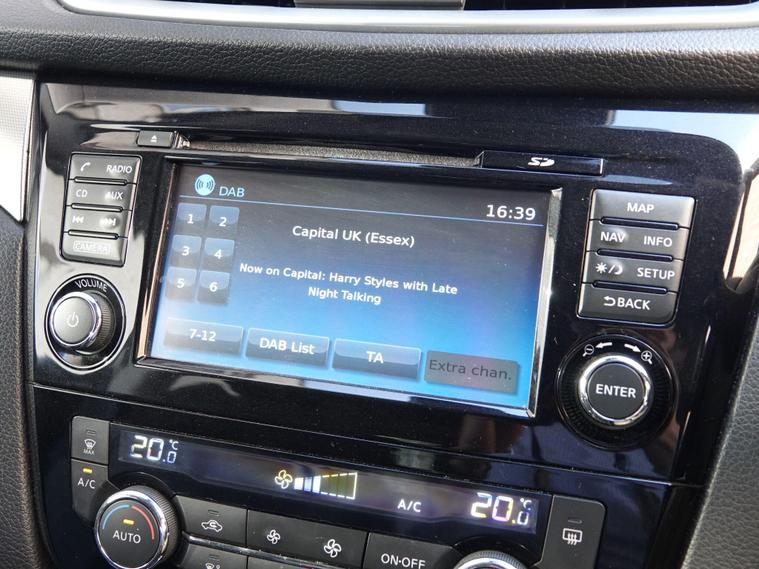 RADIO
CD AUX
CAMERA
VOLUME
SD
DAB
16:39
1 2
3 4
5 6
Capital UK (Essex)
Now on Capital: Harry Styles with Late
Night Talking
7-12
DAB List
TA
Extra chan.
MAP
NAV INFO
SETUP
BACK
ENTER
MAX
A/C
20.0 °C
A/C
20.0 °C
AUTO
ON·OFF